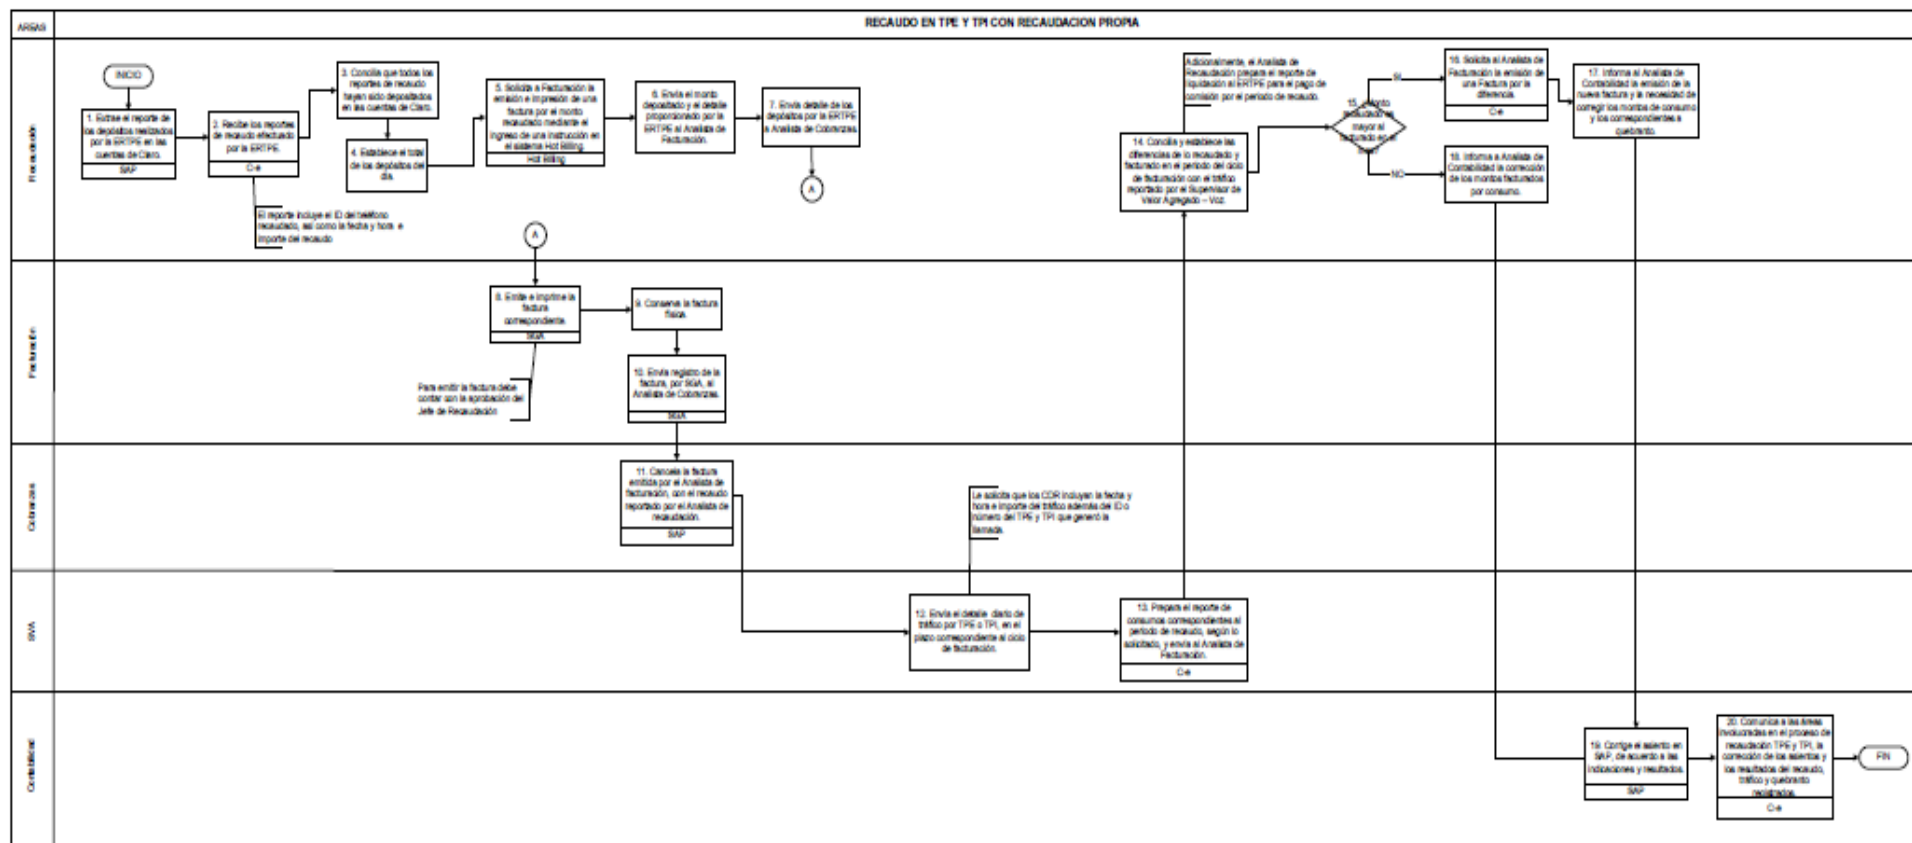 AREAS
RECAUDO EN TPE Y TPI CON RECAUDACION PROPIA
Recaudación
INICIO
1. Extrae el reporte de
los depósitos realizados
por la ERTPE en las
cuentas de Claro.
SAP
2. Recibe los reportes
de recaudo efectuado
por la ERTPE.
C-e
El reporte incluye el ID del teléfono
recaudado, así como la fecha y hora e
importe del recaudo
3. Concilia que todos los
reportes de recaudo
hayan sido depositados
en las cuentas de Claro.
4. Establece el total
de los depósitos del
día.
5. Solicita a Facturación la
emisión e impresión de una
factura por el monto
recaudado mediante el
ingreso de una instrucción en
el sistema Hot Billing.
Hot Billing
6. Envía el monto
depositado y el detalle
proporcionado por la
ERTPE al Analista de
Facturación.
7. Envía detalle de los
depósitos por la ERTPE
a Analista de Cobranzas.
A
Adicionalmente, el Analista de
Recaudación prepara el reporte de
liquidación al ERTPE para el pago de
comisión por el periodo de recaudo.
14. Concilia y establece las
diferencias de lo recaudado y
facturado en el periodo del ciclo
de facturación con el tráfico
reportado por el Supervisor de
Valor Agregado – Voz.
15. ¿Monto
recaudado es
mayor al
facturado en el
SI
NO
16. Solicita al Analista de
Facturación la emisión de
una Factura por la
diferencia.
C-e
17. Informa al Analista de
Contabilidad la emisión de la
nueva factura y la necesidad de
corregir los montos de consumo
y los correspondientes a
quebranto.
18. Informa a Analista de
Contabilidad la corrección
de los montos facturados
por consumo.
Facturación
A
8. Emite e imprime la
factura
correspondiente.
SGA
Para emitir la factura debe
contar con la aprobación del
Jefe de Recaudación
9. Conserva la factura
física.
10. Envía registro de la
factura, por SGA, al
Analista de Cobranzas.
SGA
Cobranzas
11. Cancela la factura
emitida por el Analista de
facturación, con el recaudo
reportado por el Analista de
recaudación.
SAP
Le solicita que los CDR incluyan la fecha y
hora e importe del tráfico además del ID o
número del TPE y TPI que generó la
llamada.
SVA
12. Envía el detalle diario de
tráfico por TPE o TPI, en el
plazo correspondiente al ciclo
de facturación.
13. Prepara el reporte de
consumos correspondientes al
periodo de recaudo, según lo
solicitado, y envía al Analista de
Facturación.
C-e
Contabilidad
19. Corrige el asiento en
SAP, de acuerdo a las
indicaciones y resultados.
SAP
20. Comunica a las áreas
involucradas en el proceso de
recaudación TPE y TPI, la
corrección de los asientos y
los resultados del recaudo,
tráfico y quebranto
registrados.
C-e
FIN